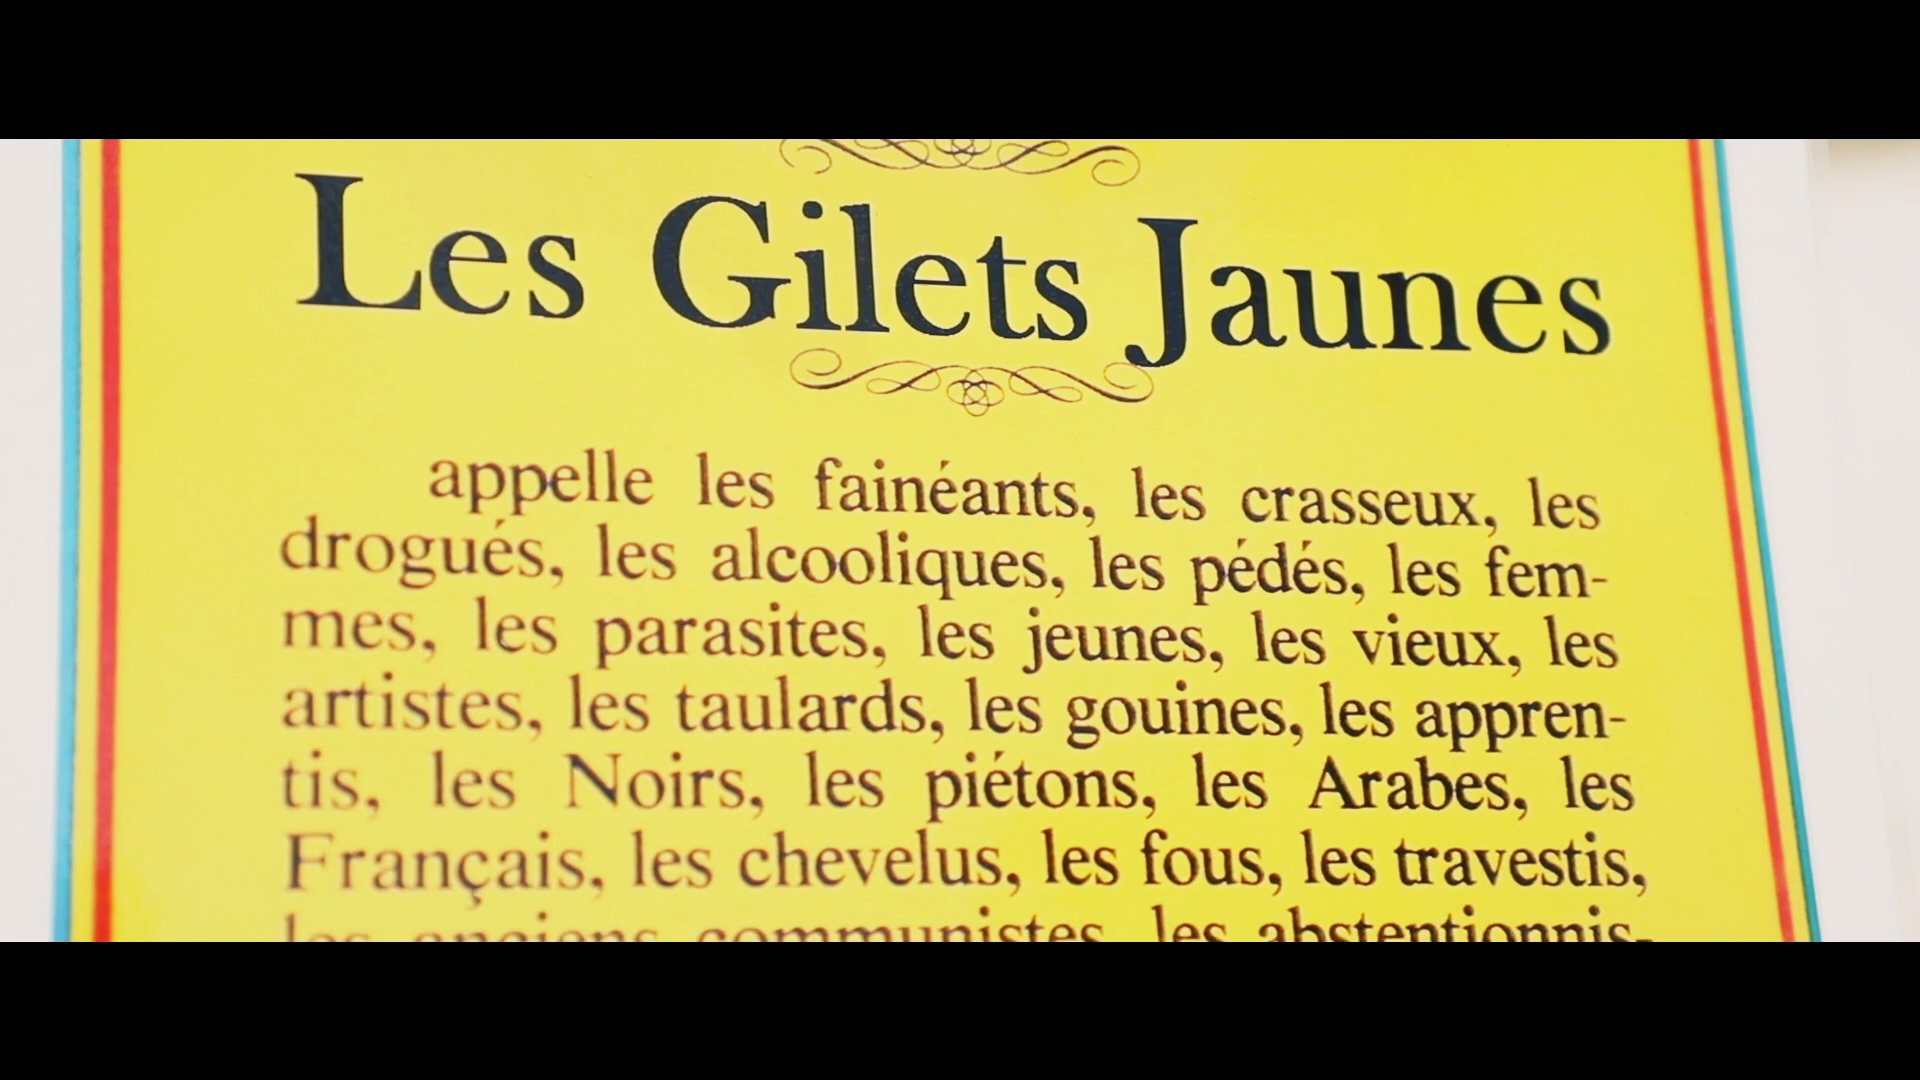 Les Gilets Jaunes
appelle les fainéants, les crasseux, les
drogués, les alcooliques, les pédés, les fem-
mes, les parasites, les jeunes, les vieux, les
artistes, les taulards, les gouines, les appren-
tis, les Noirs, les piétons, les Arabes, les
Français, les chevelus, les fous, les travestis,
les anciens communistes, les abstentionnis-